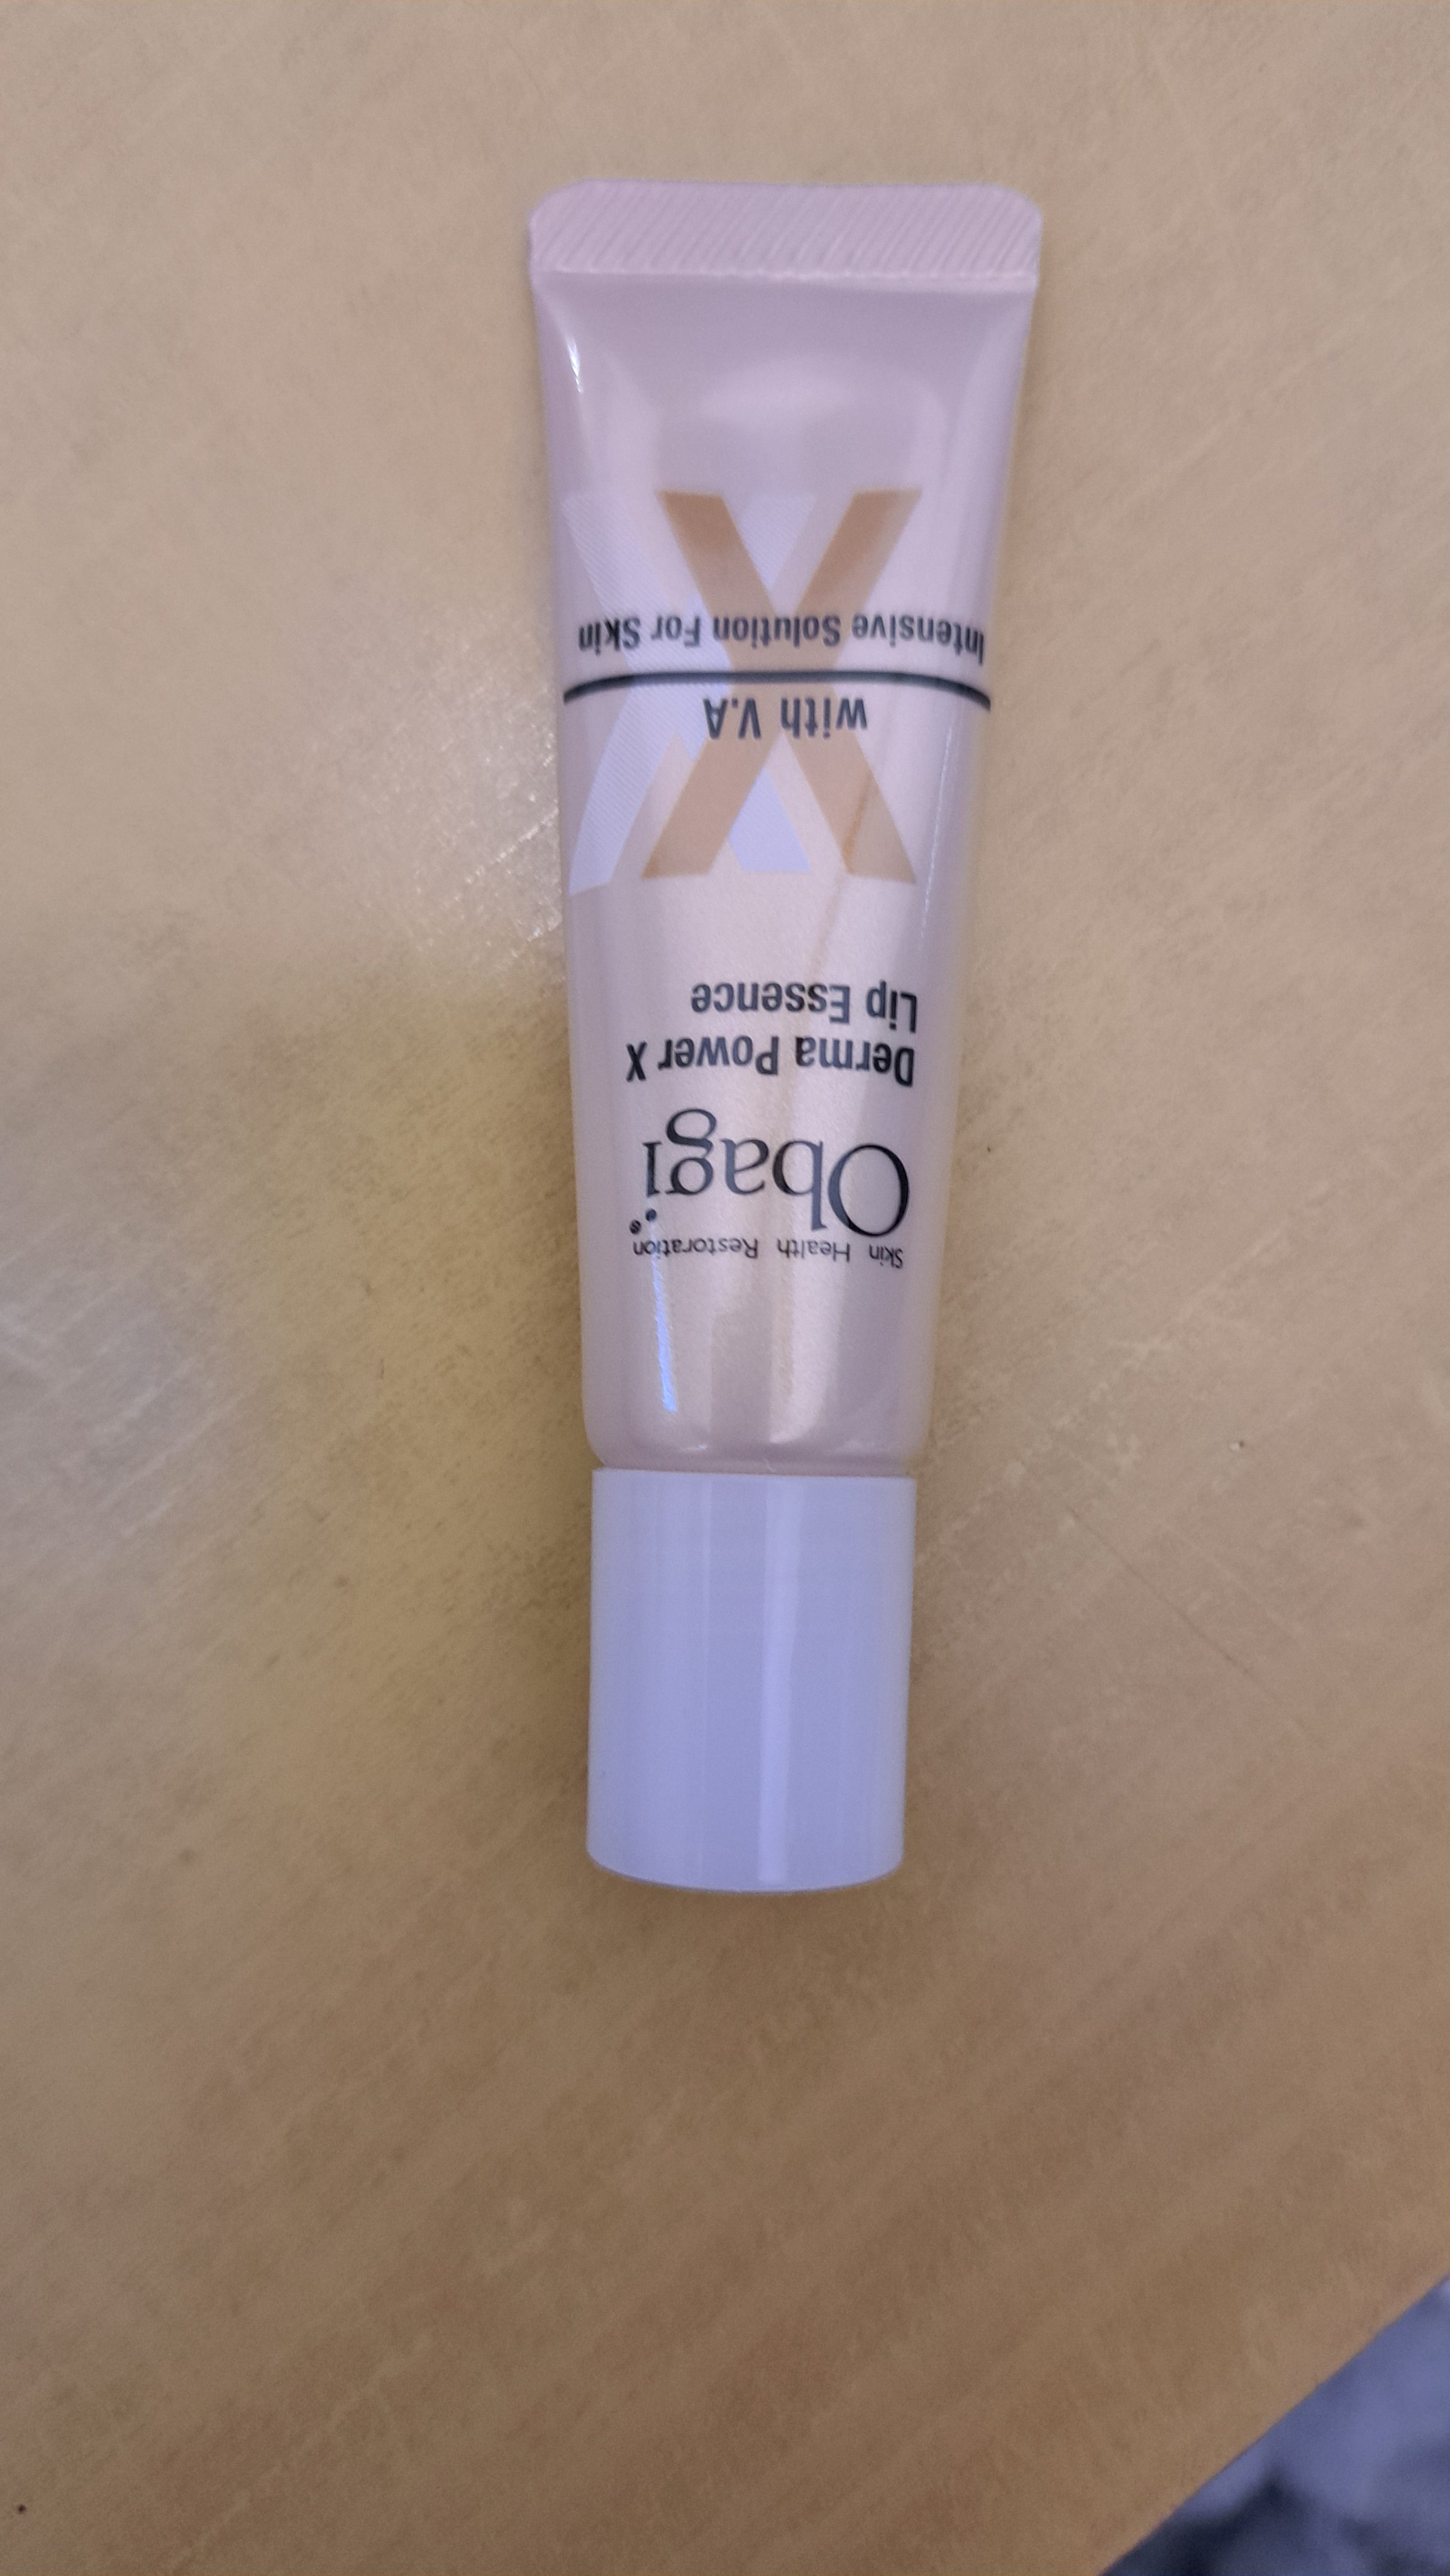 Skin Health Restoration
Obagi
Derma Power X
Lip Essence
X
with V.A
Intensive Solution For Skin